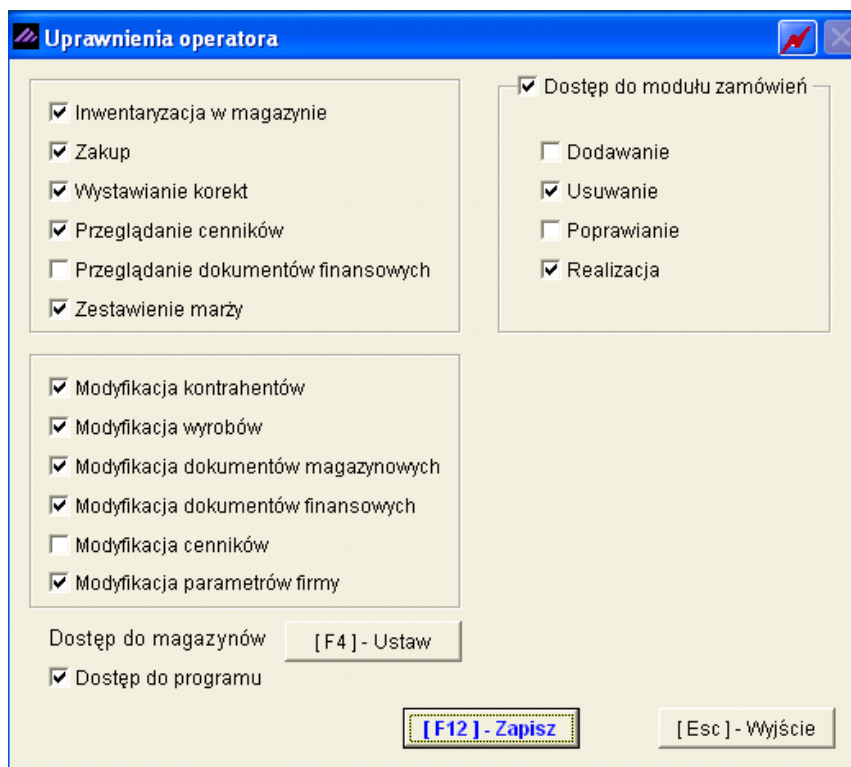 Uprawnienia operatora
Inwentaryzacja w magazynie
Zakup
Wystawianie korekt
Przeglądanie cenników
Przeglądanie dokumentów finansowych
Zestawienie marży
Dostęp do modułu zamówień
Dodawanie
Usuwanie
Poprawianie
Realizacja
Modyfikacja kontrahentów
Modyfikacja wyrobów
Modyfikacja dokumentów magazynowych
Modyfikacja dokumentów finansowych
Modyfikacja cenników
Modyfikacja parametrów firmy
Dostęp do magazynów [ F4 ] - Ustaw
Dostęp do programu
[ F12 ] - Zapisz [ Esc ] - Wyjście